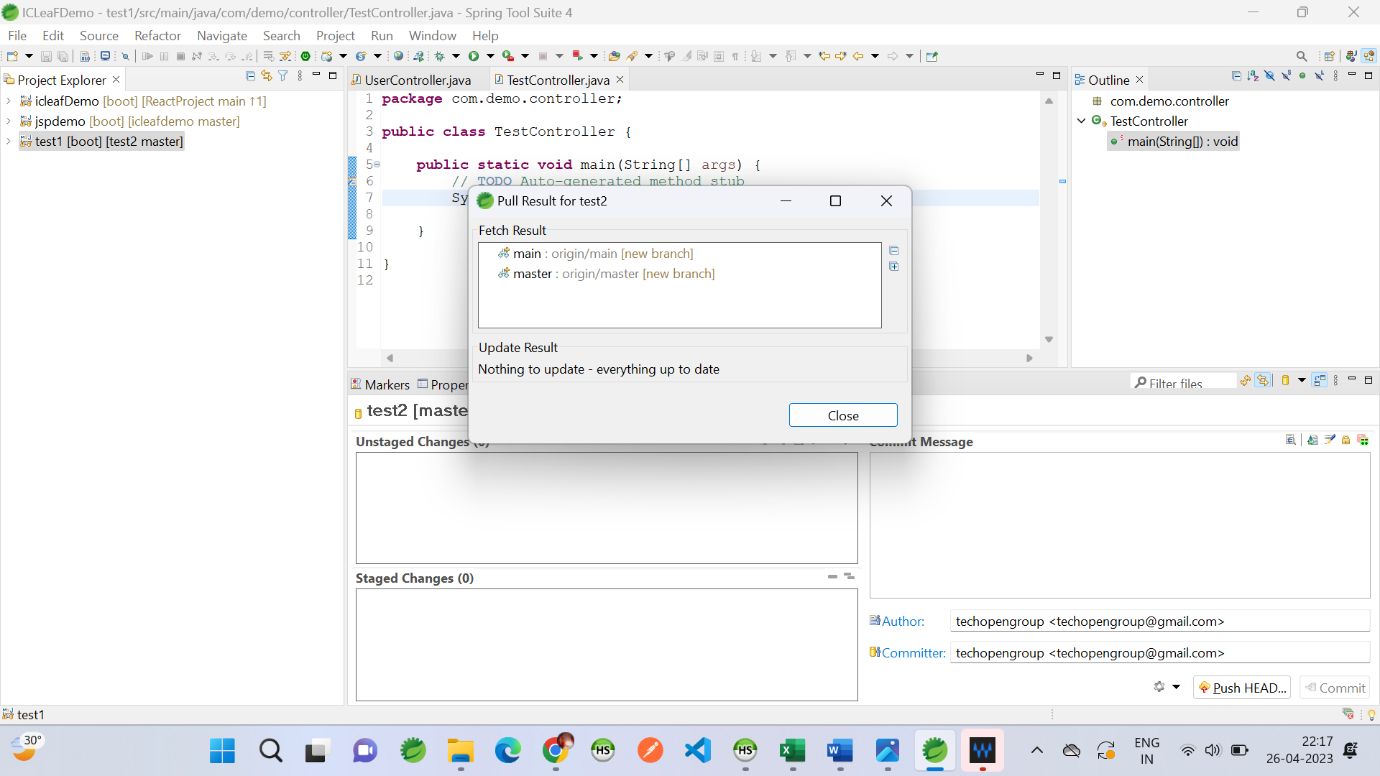 ICLeaFDemo - test1/src/main/java/com/demo/controller/TestController.java - Spring Tool Suite 4
File Edit Source Refactor Navigate Search Project Run Window Help
Project Explorer
icleafDemo [boot] [ReactProject main ↑1]
jspdemo [boot] [icleafdemo master]
test1 [boot] [test2 master]
UserController.java TestController.java
1 package com.demo.controller;
2
3 public class TestController {
4
5 public static void main(String[] args) {
6 // TODO Auto-generated method stub
7 Sy
8
9 }
10
11 }
12
Outline
com.demo.controller
TestController
main(String[]) : void
Pull Result for test2
Fetch Result
main : origin/main [new branch]
master : origin/master [new branch]
Update Result
Nothing to update - everything up to date
Close
Markers Proper
Filter files
test2 [maste
Unstaged Changes (0)
Staged Changes (0)
Commit Message
Author: techopengroup <techopengroup@gmail.com>
Committer: techopengroup <techopengroup@gmail.com>
Push HEAD... Commit
test1
30°
HS
HS
ENG
IN
22:17
26-04-2023